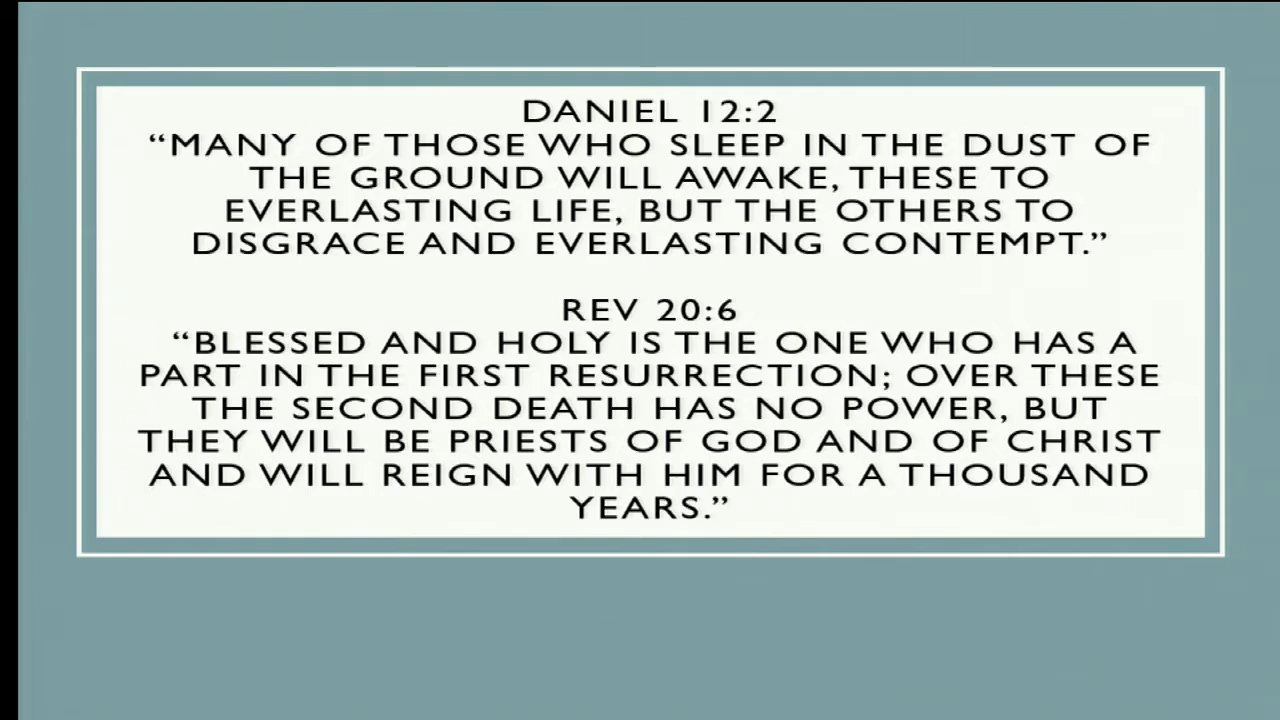 DANIEL 12:2
“MANY OF THOSE WHO SLEEP IN THE DUST OF
THE GROUND WILL AWAKE, THESE TO
EVERLASTING LIFE, BUT THE OTHERS TO
DISGRACE AND EVERLASTING CONTEMPT.”
REV 20:6
“BLESSED AND HOLY IS THE ONE WHO HAS A
PART IN THE FIRST RESURRECTION; OVER THESE
THE SECOND DEATH HAS NO POWER, BUT
THEY WILL BE PRIESTS OF GOD AND OF CHRIST
AND WILL REIGN WITH HIM FOR A THOUSAND
YEARS.”